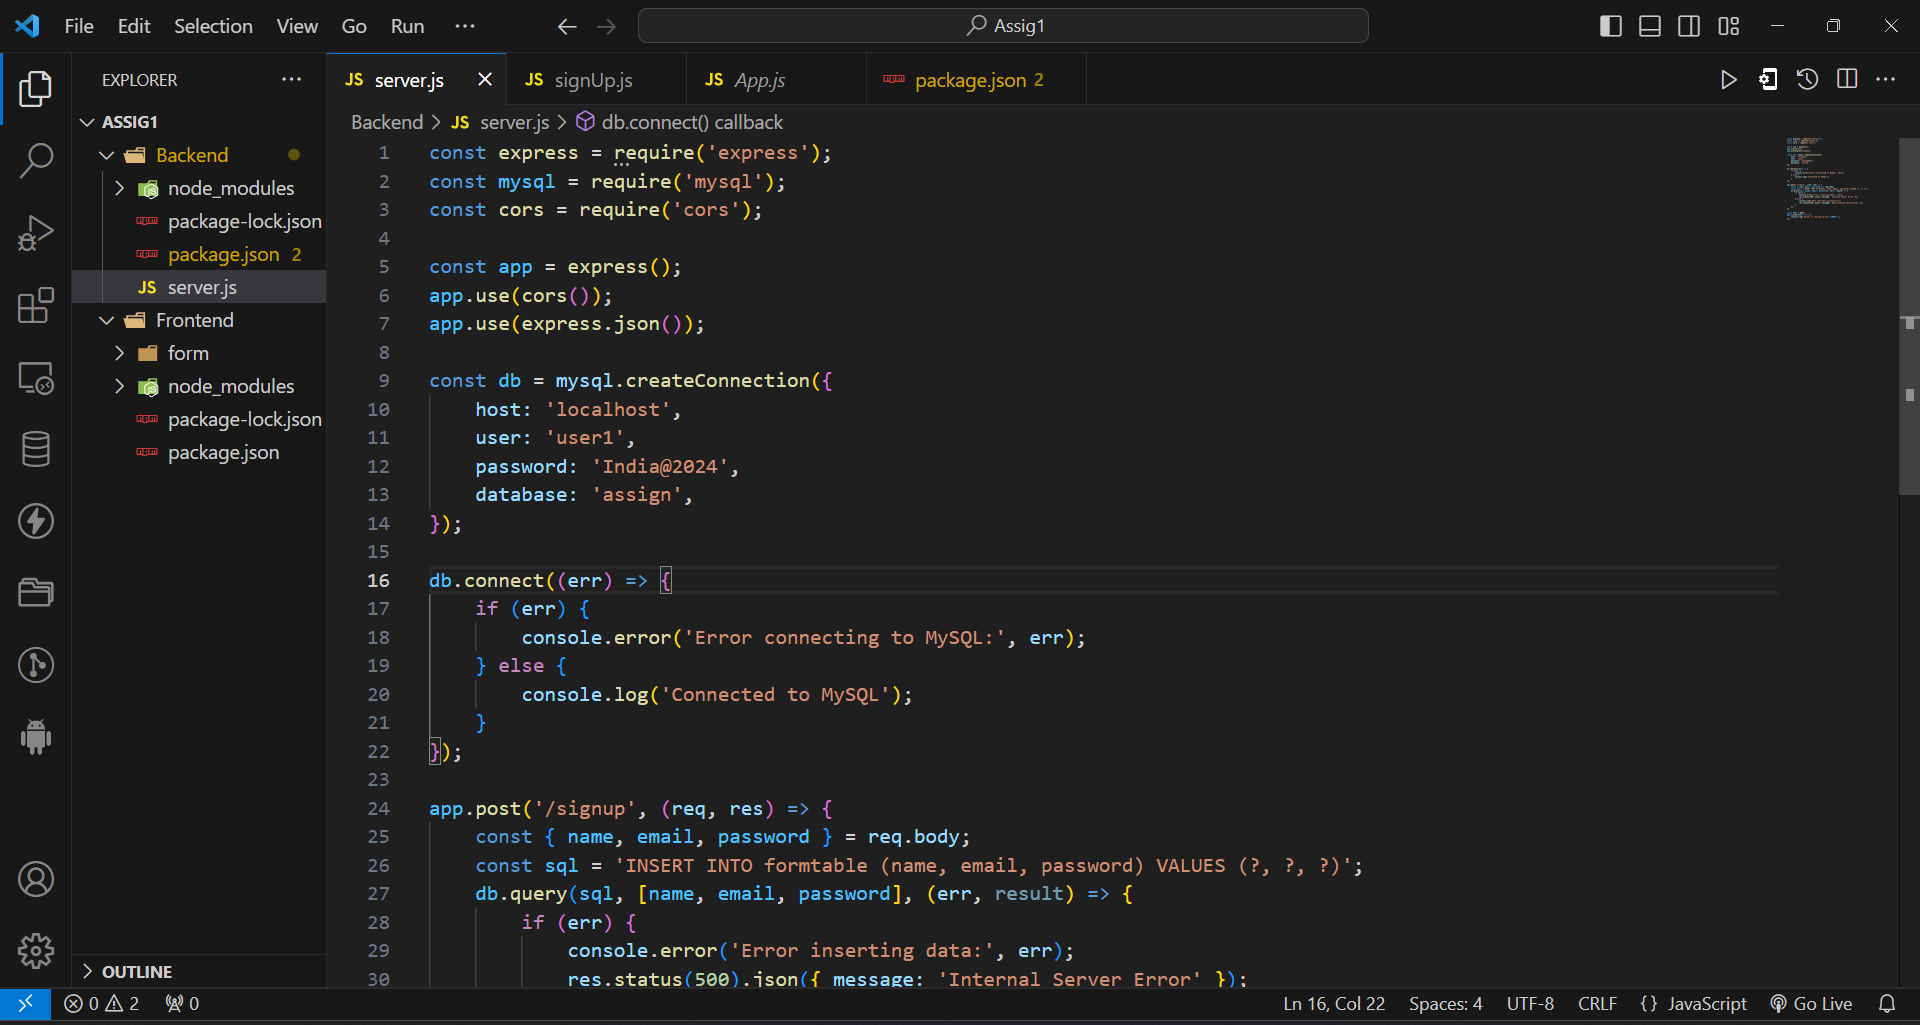 File Edit Selection View Go Run ···
Assig1
EXPLORER
ASSIG1
Backend
node_modules
package-lock.json
package.json 2
JS server.js
Frontend
form
node_modules
package-lock.json
package.json
OUTLINE
JS server.js
JS signUp.js
JS App.js
package.json 2
Backend > JS server.js > db.connect() callback
1 const express = require('express');
2 const mysql = require('mysql');
3 const cors = require('cors');
4
5 const app = express();
6 app.use(cors());
7 app.use(express.json());
8
9 const db = mysql.createConnection({
10 host: 'localhost',
11 user: 'user1',
12 password: 'India@2024',
13 database: 'assign',
14 });
15
16 db.connect((err) => {
17 if (err) {
18 console.error('Error connecting to MySQL:', err);
19 } else {
20 console.log('Connected to MySQL');
21 }
22 });
23
24 app.post('/signup', (req, res) => {
25 const { name, email, password } = req.body;
26 const sql = 'INSERT INTO formtable (name, email, password) VALUES (?, ?, ?)';
27 db.query(sql, [name, email, password], (err, result) => {
28 if (err) {
29 console.error('Error inserting data:', err);
30 res.status(500).json({ message: 'Internal Server Error' });
0 2 0
Ln 16, Col 22 Spaces: 4 UTF-8 CRLF {} JavaScript Go Live